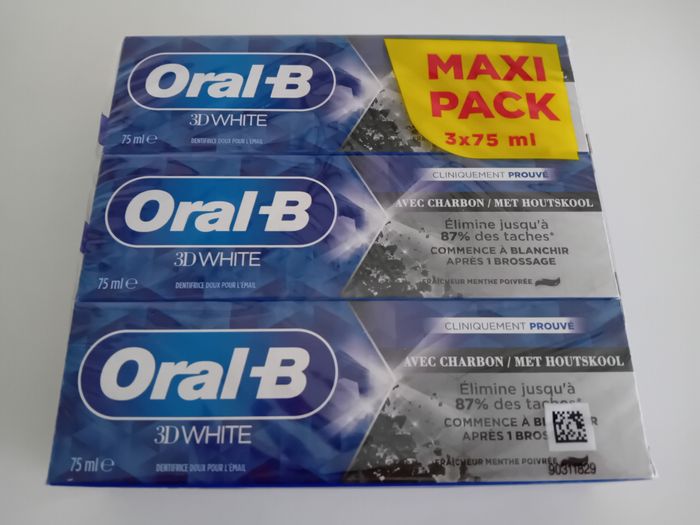 Oral-B
3D WHITE
75 ml e
DENTIFRICE DOUX POUR L'ÉMAIL
MAXI
PACK
3x75 ml
Oral-B
3D WHITE
75 ml e
DENTIFRICE DOUX POUR L'ÉMAIL
CLINIQUEMENT PROUVÉ
AVEC CHARBON / MET HOUTSKOOL
Élimine jusqu'à
87% des taches*
COMMENCE À BLANCHIR
APRÈS 1 BROSSAGE
FRAÎCHEUR MENTHE POIVRÉE
Oral-B
3D WHITE
75 ml e
DENTIFRICE DOUX POUR L'ÉMAIL
CLINIQUEMENT PROUVÉ
AVEC CHARBON / MET HOUTSKOOL
Élimine jusqu'à
87% des
COMMENCE À
APRÈS 1
FRAÎCHEUR MENTHE POIVRÉE
90311829